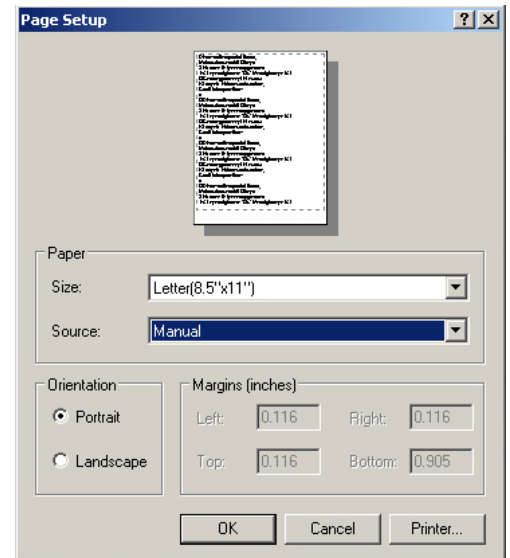 Page Setup
Paper
Size: Letter(8.5"x11")
Source: Manual
Orientation
Portrait
Landscape
Margins (inches)
Left: 0.116 Right: 0.116
Top: 0.116 Bottom: 0.905
OK Cancel Printer...